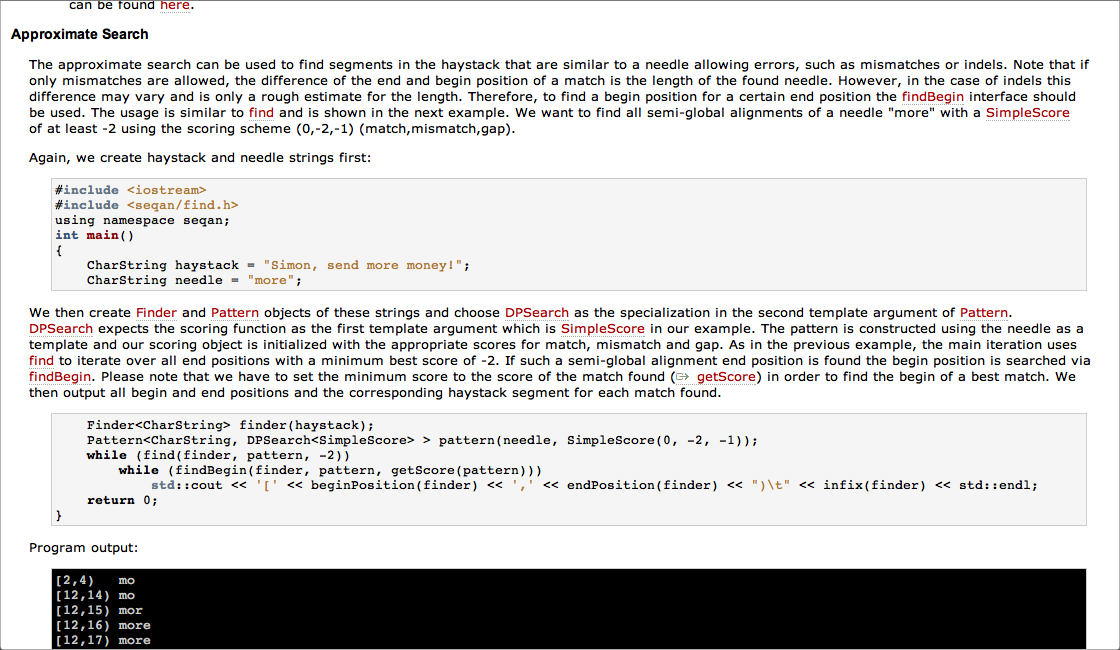 can be found here.
Approximate Search
The approximate search can be used to find segments in the haystack that are similar to a needle allowing errors, such as mismatches or indels. Note that if
only mismatches are allowed, the difference of the end and begin position of a match is the length of the found needle. However, in the case of indels this
difference may vary and is only a rough estimate for the length. Therefore, to find a begin position for a certain end position the findBegin interface should
be used. The usage is similar to find and is shown in the next example. We want to find all semi-global alignments of a needle "more" with a SimpleScore
of at least -2 using the scoring scheme (0,-2,-1) (match,mismatch,gap).
Again, we create haystack and needle strings first:
#include <iostream>
#include <seqan/find.h>
using namespace seqan;
int main()
{
    CharString haystack = "Simon, send more money!";
    CharString needle = "more";
We then create Finder and Pattern objects of these strings and choose DPSearch as the specialization in the second template argument of Pattern.
DPSearch expects the scoring function as the first template argument which is SimpleScore in our example. The pattern is constructed using the needle as a
template and our scoring object is initialized with the appropriate scores for match, mismatch and gap. As in the previous example, the main iteration uses
find to iterate over all end positions with a minimum best score of -2. If such a semi-global alignment end position is found the begin position is searched via
findBegin. Please note that we have to set the minimum score to the score of the match found (getScore) in order to find the begin of a best match. We
then output all begin and end positions and the corresponding haystack segment for each match found.
    Finder<CharString> finder(haystack);
    Pattern<CharString, DPSearch<SimpleScore> > pattern(needle, SimpleScore(0, -2, -1));
    while (find(finder, pattern, -2))
        while (findBegin(finder, pattern, getScore(pattern)))
            std::cout << '[' << beginPosition(finder) << ',' << endPosition(finder) << ")\t" << infix(finder) << std::endl;
    return 0;
}
Program output:
[2,4)   mo
[12,14) mo
[12,15) mor
[12,16) more
[12,17) more